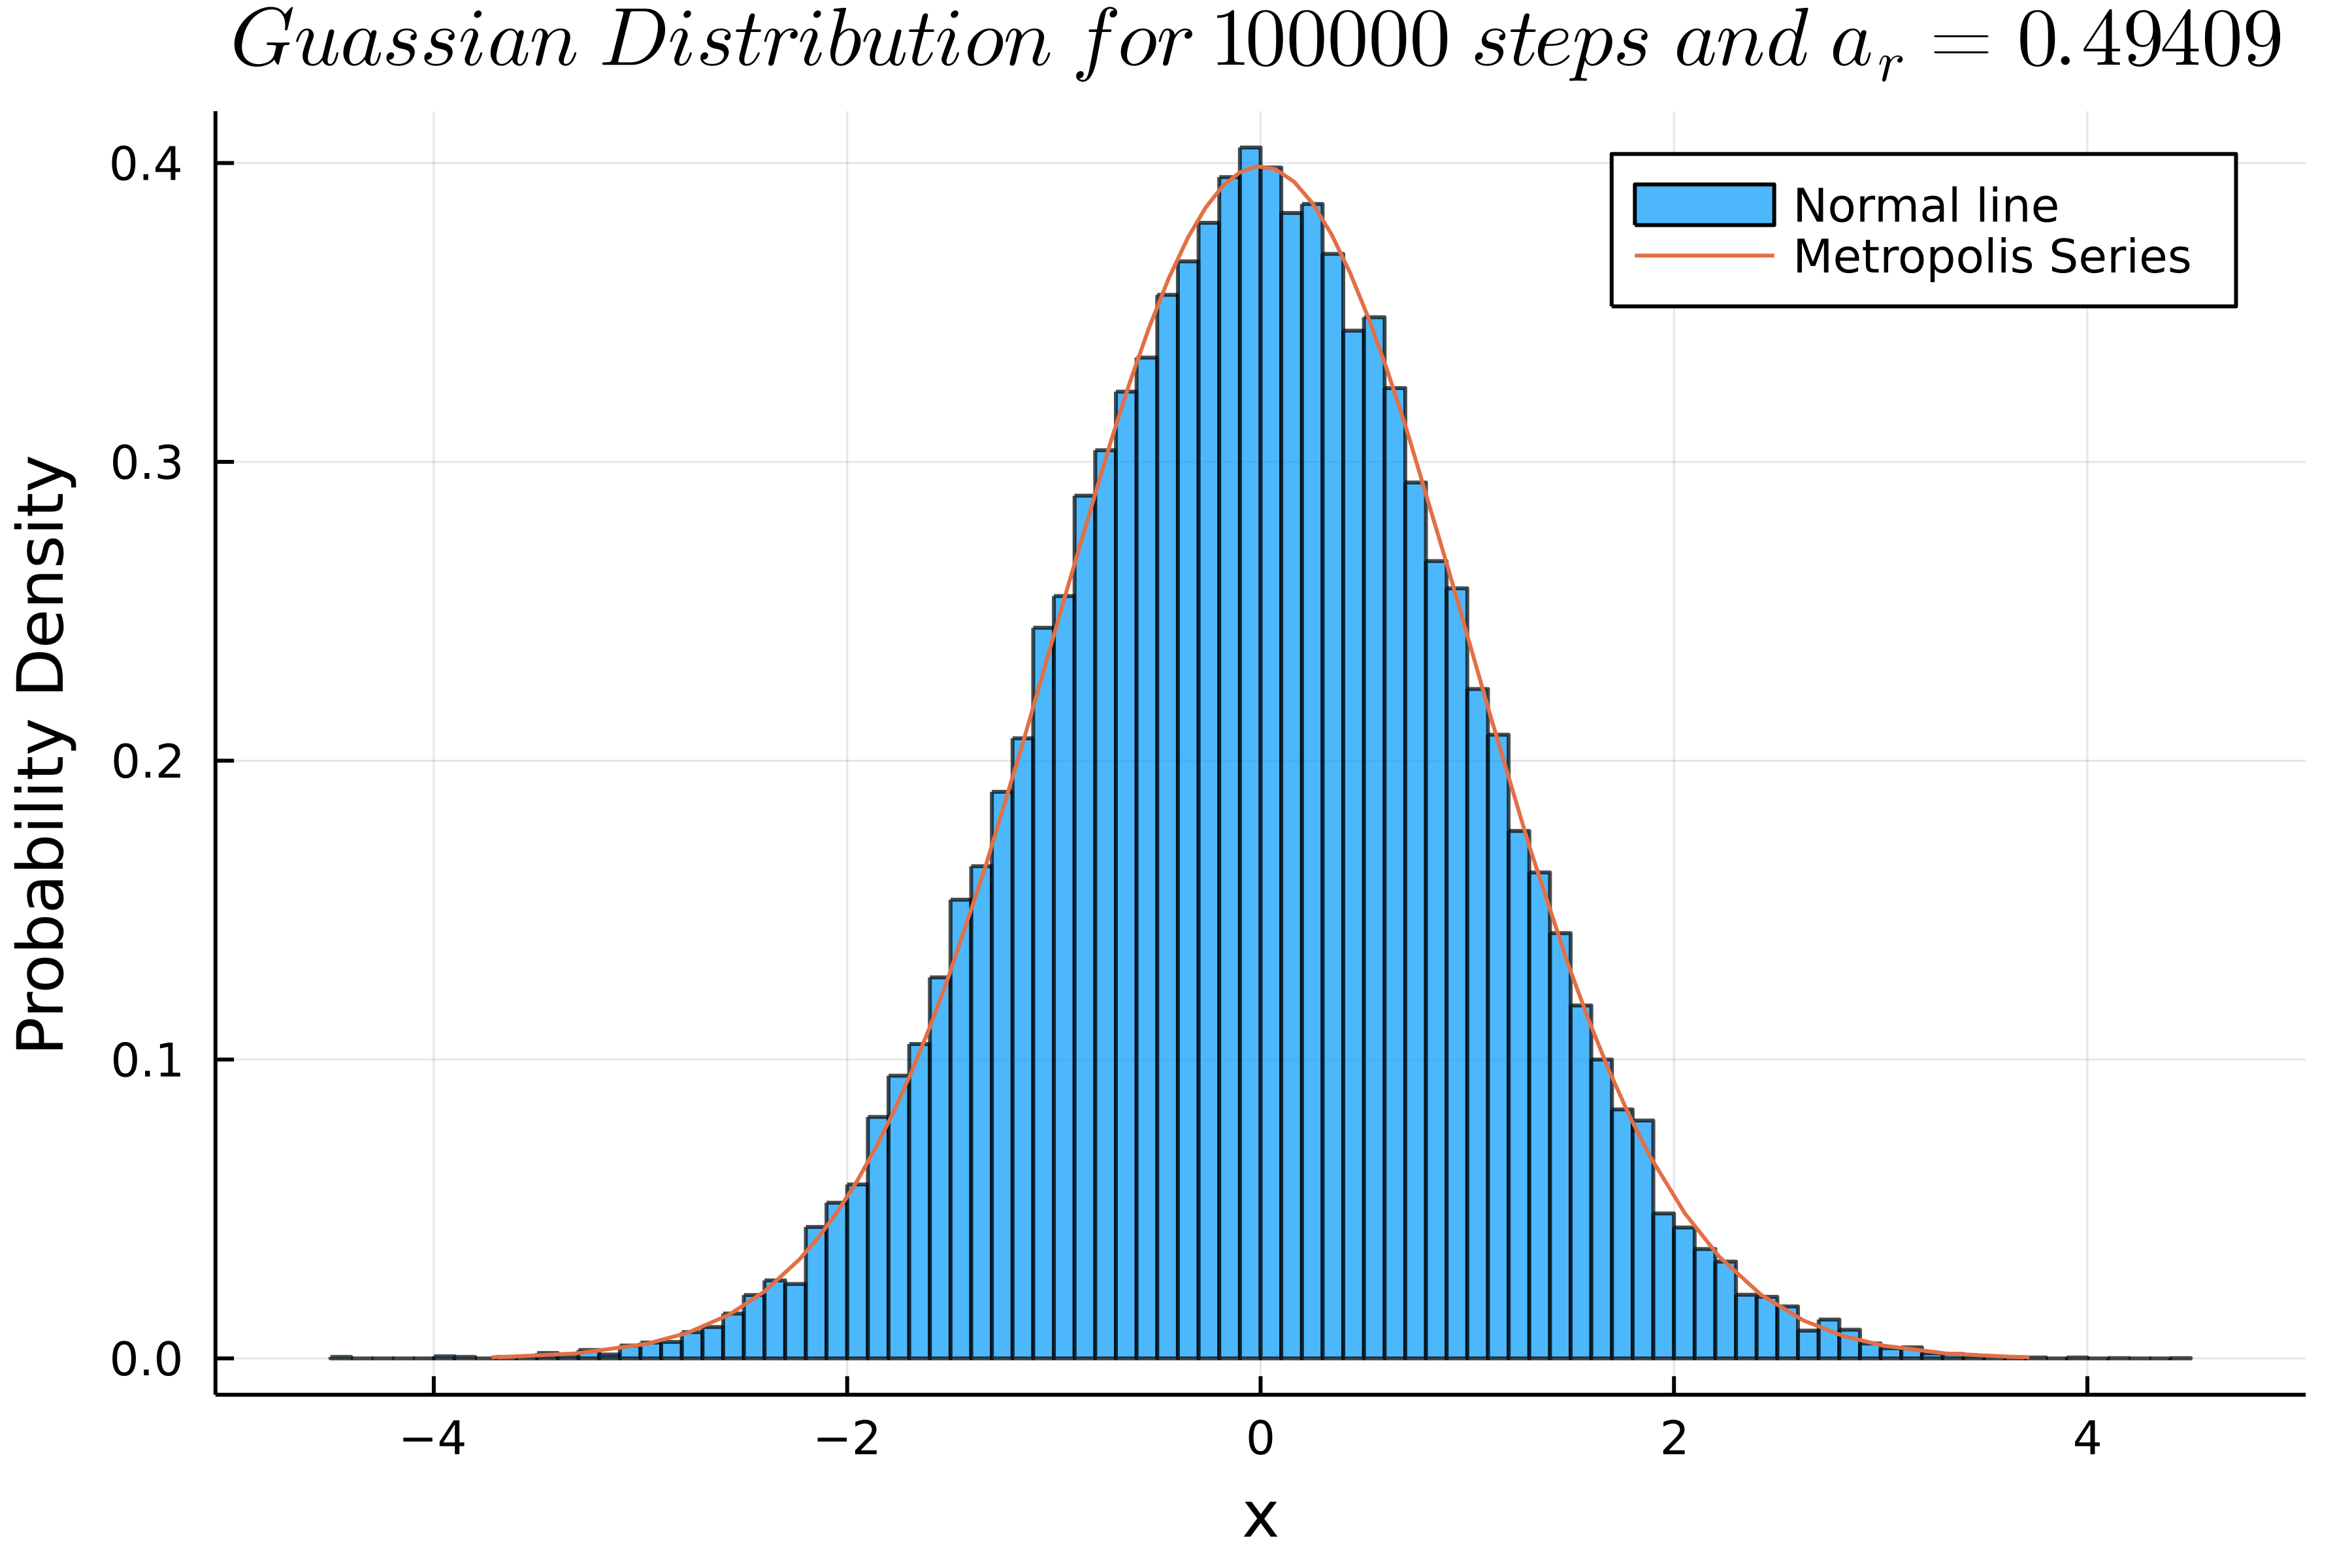 Guassian Distribution for 100000 steps and a_r = 0.49409
Normal line
Metropolis Series
Probability Density
0.4
0.3
0.2
0.1
0.0
−4
−2
0
2
4
x